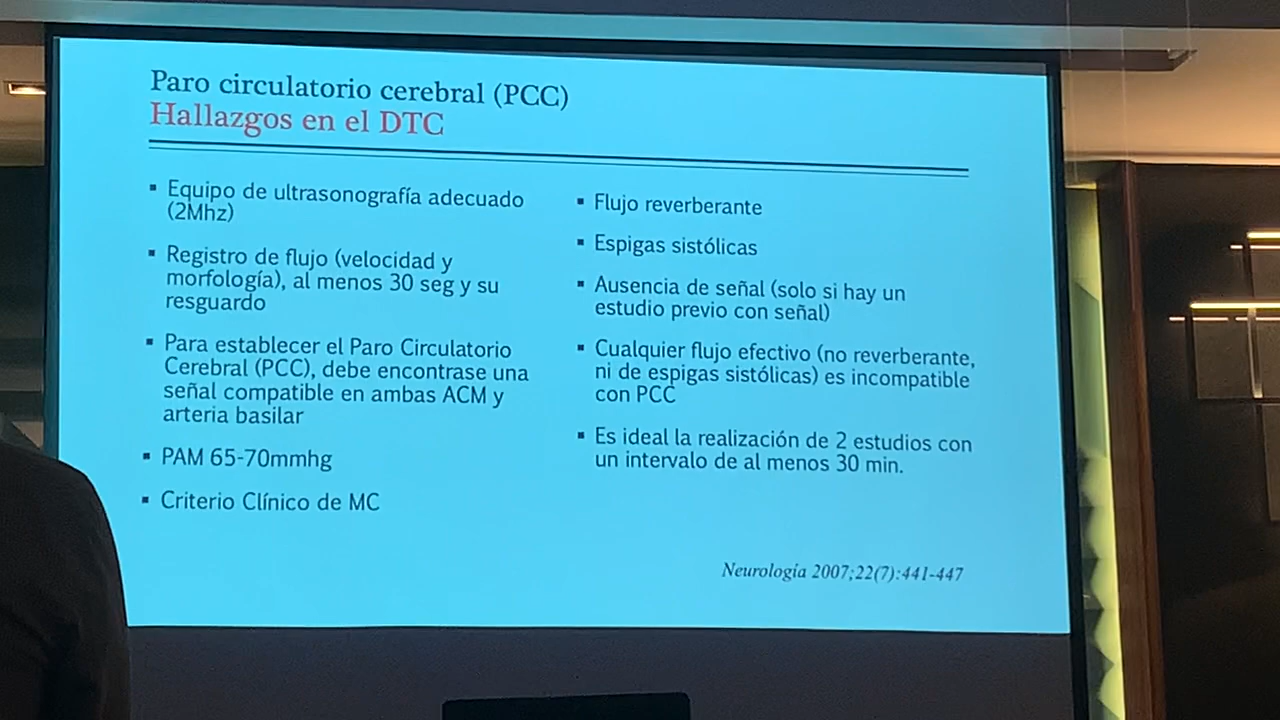 Paro circulatorio cerebral (PCC)
Hallazgos en el DTC
▪ Equipo de ultrasonografía adecuado
(2Mhz)
▪ Registro de flujo (velocidad y
morfología), al menos 30 seg y su
resguardo
▪ Para establecer el Paro Circulatorio
Cerebral (PCC), debe encontrase una
señal compatible en ambas ACM y
arteria basilar
▪ PAM 65-70mmhg
▪ Criterio Clínico de MC
▪ Flujo reverberante
▪ Espigas sistólicas
▪ Ausencia de señal (solo si hay un
estudio previo con señal)
▪ Cualquier flujo efectivo (no reverberante,
ni de espigas sistólicas) es incompatible
con PCC
▪ Es ideal la realización de 2 estudios con
un intervalo de al menos 30 min.
Neurología 2007;22(7):441-447